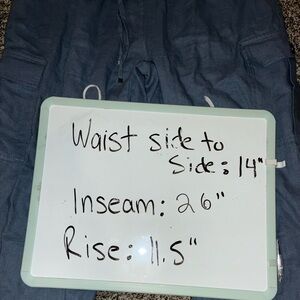 Waist side to
Side: 14"
Inseam: 26"
Rise: 11.5"